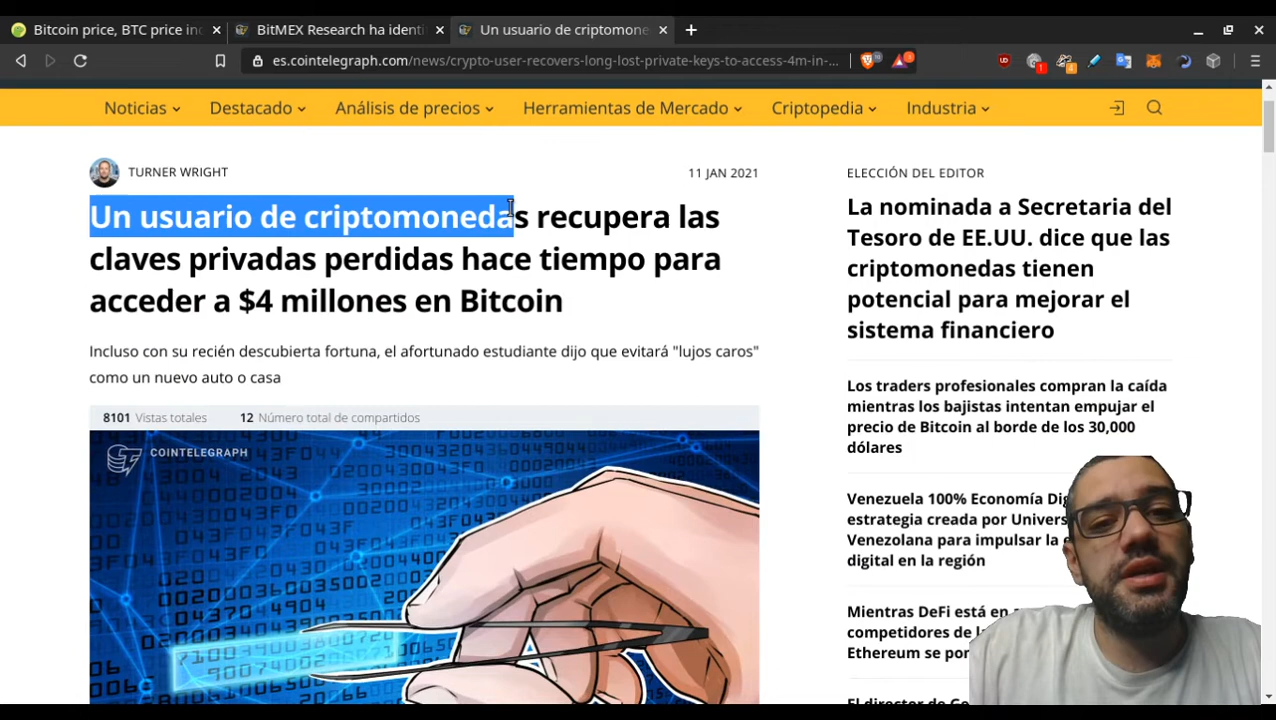 Bitcoin price, BTC price in
BitMEX Research ha identi
Un usuario de criptomone
es.cointelegraph.com/news/crypto-user-recovers-long-lost-private-keys-to-access-4m-in-...
Noticias
Destacado
Análisis de precios
Herramientas de Mercado
Criptopedia
Industria
TURNER WRIGHT
11 JAN 2021
Un usuario de criptomonedas recupera las
claves privadas perdidas hace tiempo para
acceder a $4 millones en Bitcoin
Incluso con su recién descubierta fortuna, el afortunado estudiante dijo que evitará "lujos caros"
como un nuevo auto o casa
8101 Vistas totales
12 Número total de compartidos
COINTELEGRAPH
ELECCIÓN DEL EDITOR
La nominada a Secretaria del
Tesoro de EE.UU. dice que las
criptomonedas tienen
potencial para mejorar el
sistema financiero
Los traders profesionales compran la caída
mientras los bajistas intentan empujar el
precio de Bitcoin al borde de los 30,000
dólares
Venezuela 100% Economía Dig
estrategia creada por Univers
Venezolana para impulsar la e
digital en la región
Mientras DeFi está en
competidores de la
Ethereum se pon